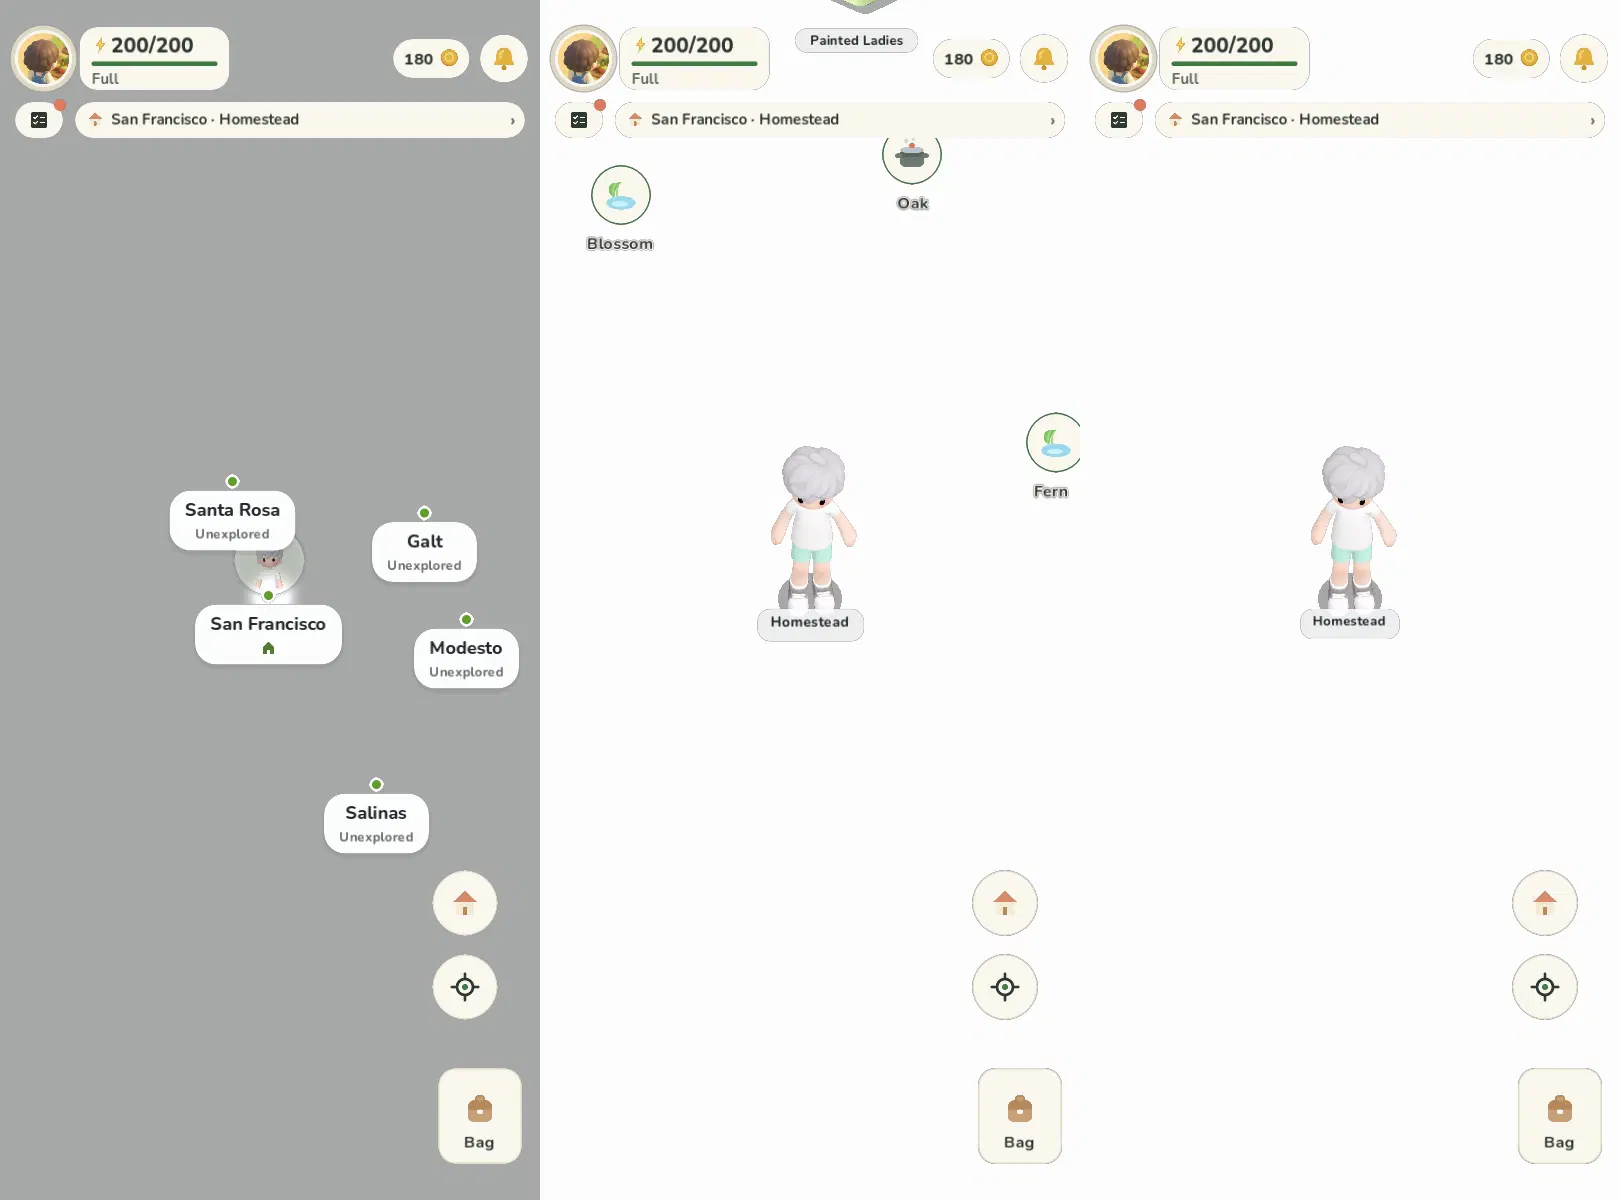 200/200
Full
180
San Francisco · Homestead ›
Santa Rosa
Unexplored
Galt
Unexplored
San Francisco
Modesto
Unexplored
Salinas
Unexplored
Bag
200/200
Full
Painted Ladies
180
San Francisco · Homestead ›
Oak
Blossom
Fern
Homestead
Bag
200/200
Full
180
San Francisco · Homestead ›
Homestead
Bag